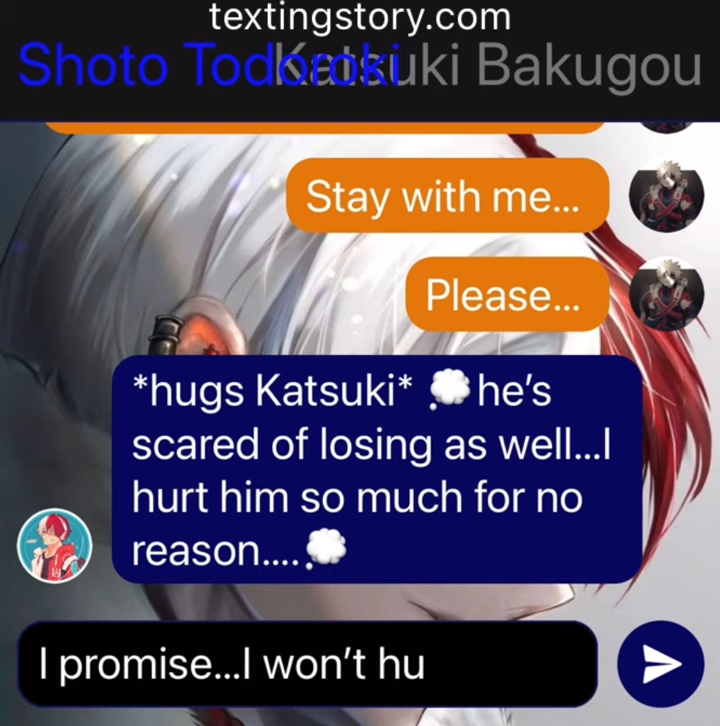 textingstory.com
Shoto Todoroki
Katsuki Bakugou
Stay with me...
Please...
*hugs Katsuki* 💭he's
scared of losing as well...I
hurt him so much for no
reason....💭
I promise...I won't hu